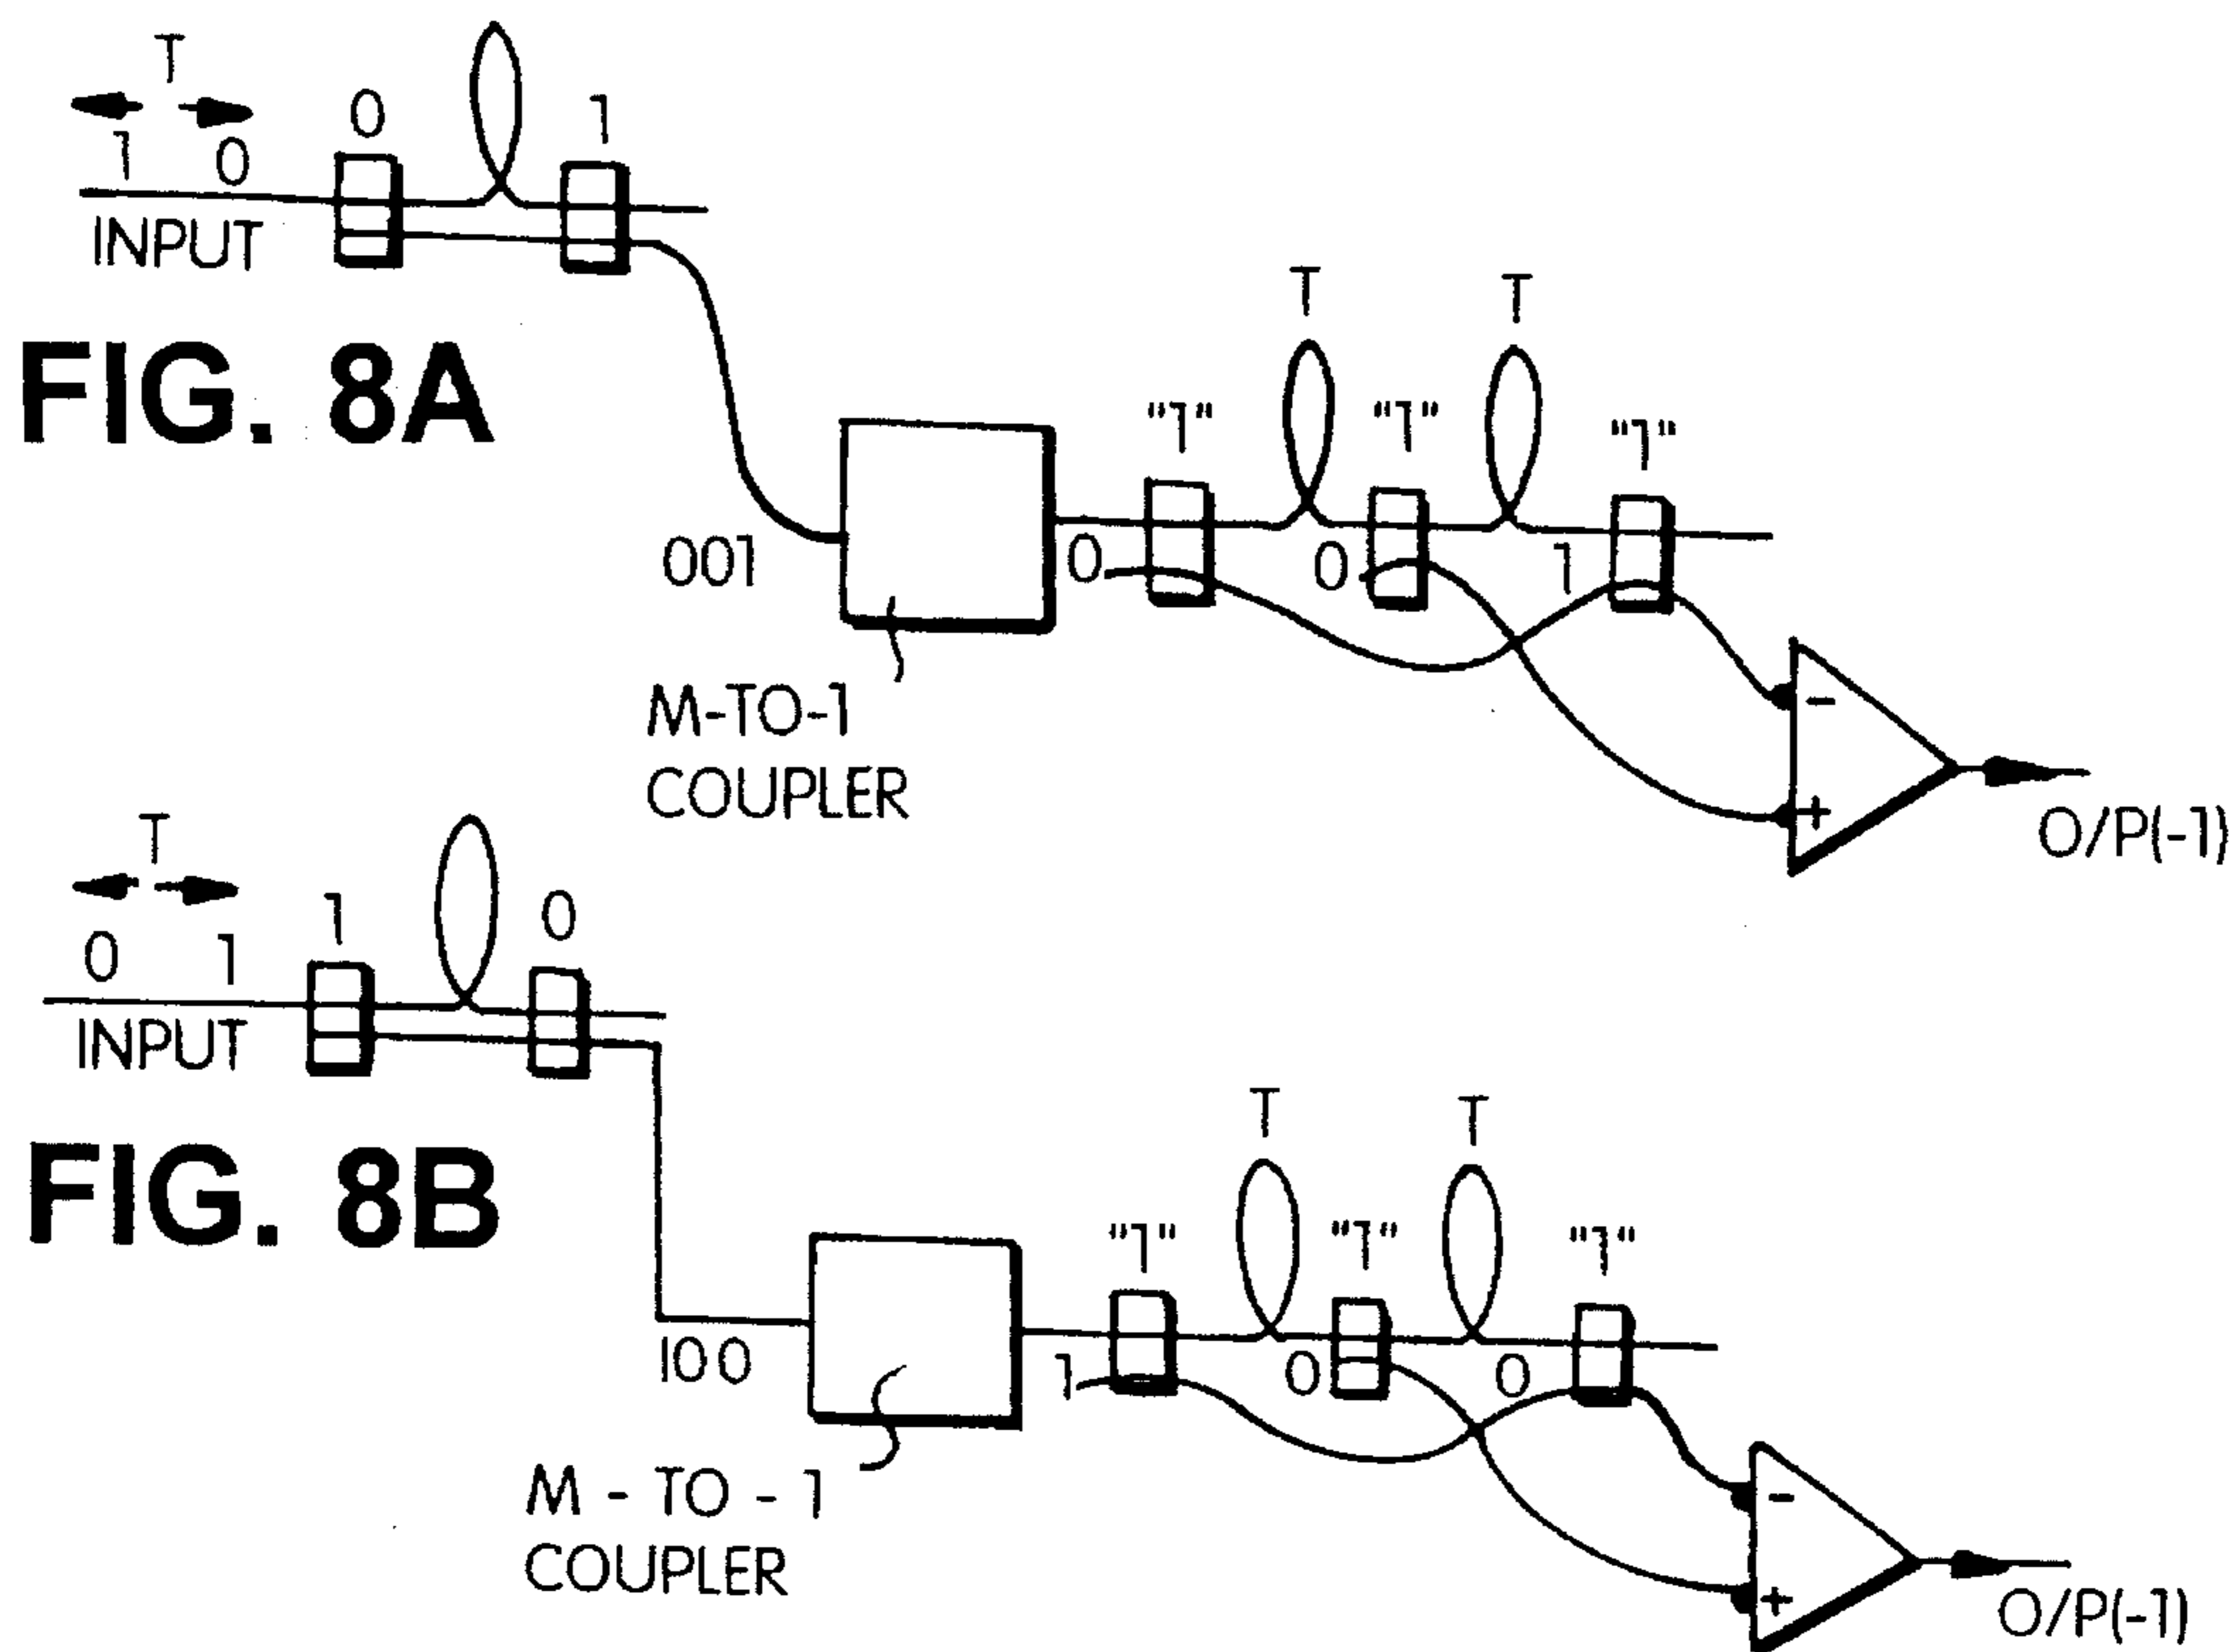 T
1 0
0
1
INPUT
FIG. 8A
T
T
"1"
"1"
"1"
001
0
0
1
M-TO-1
COUPLER
-
+
O/P(-1)
T
0 1
1
0
INPUT
FIG. 8B
T
T
"1"
"1"
"1"
100
1
0
0
M - TO - 1
COUPLER
-
+
O/P(-1)